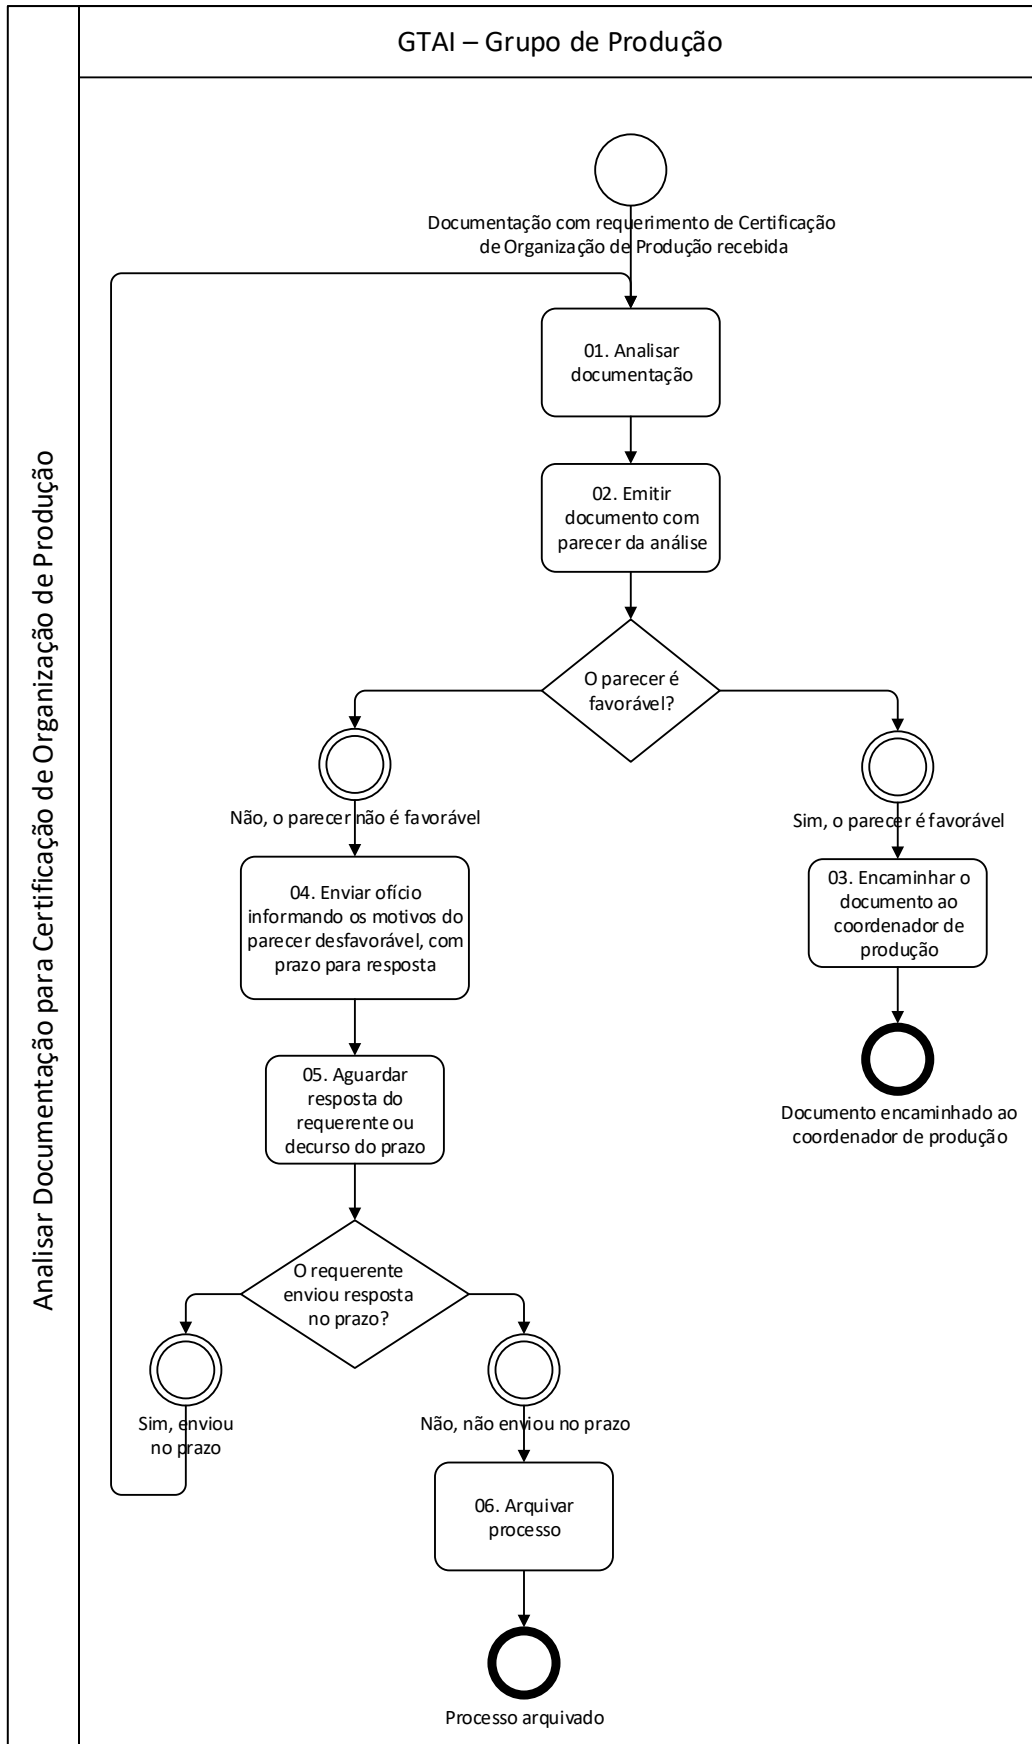 GTAI – Grupo de Produção
Analisar Documentação para Certificação de Organização de Produção
Documentação com requerimento de Certificação
de Organização de Produção recebida
01. Analisar
documentação
02. Emitir
documento com
parecer da análise
O parecer é
favorável?
Não, o parecer não é favorável
Sim, o parecer é favorável
04. Enviar ofício
informando os motivos do
parecer desfavorável, com
prazo para resposta
03. Encaminhar o
documento ao
coordenador de
produção
05. Aguardar
resposta do
requerente ou
decurso do prazo
Documento encaminhado ao
coordenador de produção
O requerente
enviou resposta
no prazo?
Sim, enviou
no prazo
Não, não enviou no prazo
06. Arquivar
processo
Processo arquivado